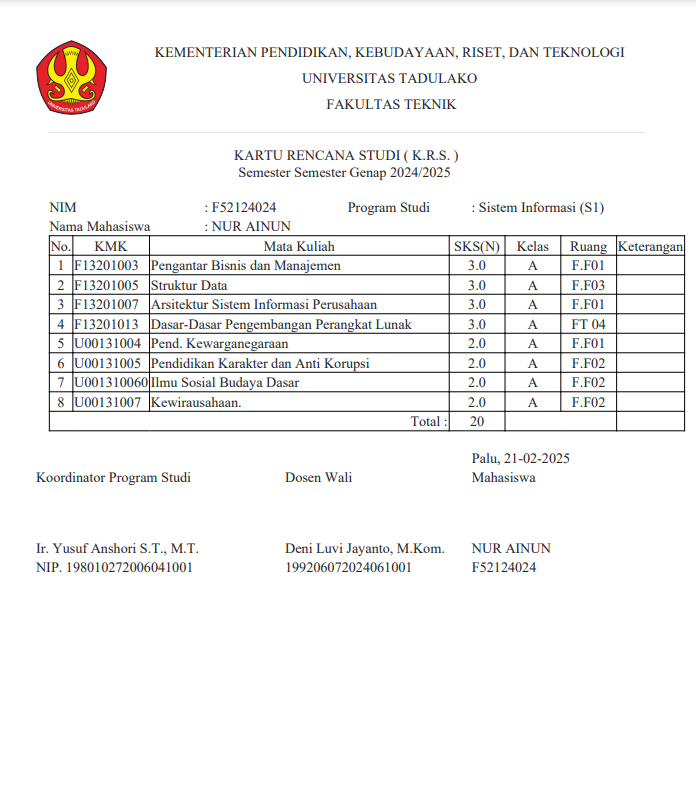 UNIVERSITAS TADULAKO
KEMENTERIAN PENDIDIKAN, KEBUDAYAAN, RISET, DAN TEKNOLOGI
UNIVERSITAS TADULAKO
FAKULTAS TEKNIK
KARTU RENCANA STUDI ( K.R.S. )
Semester Semester Genap 2024/2025
NIM : F52124024 Program Studi : Sistem Informasi (S1)
Nama Mahasiswa : NUR AINUN
No. KMK Mata Kuliah SKS(N) Kelas Ruang Keterangan
1 F13201003 Pengantar Bisnis dan Manajemen 3.0 A F.F01
2 F13201005 Struktur Data 3.0 A F.F03
3 F13201007 Arsitektur Sistem Informasi Perusahaan 3.0 A F.F01
4 F13201013 Dasar-Dasar Pengembangan Perangkat Lunak 3.0 A FT 04
5 U00131004 Pend. Kewarganegaraan 2.0 A F.F01
6 U00131005 Pendidikan Karakter dan Anti Korupsi 2.0 A F.F02
7 U001310060 Ilmu Sosial Budaya Dasar 2.0 A F.F02
8 U00131007 Kewirausahaan. 2.0 A F.F02
Total : 20
Palu, 21-02-2025
Koordinator Program Studi Dosen Wali Mahasiswa
Ir. Yusuf Anshori S.T., M.T. Deni Luvi Jayanto, M.Kom. NUR AINUN
NIP. 198010272006041001 199206072024061001 F52124024